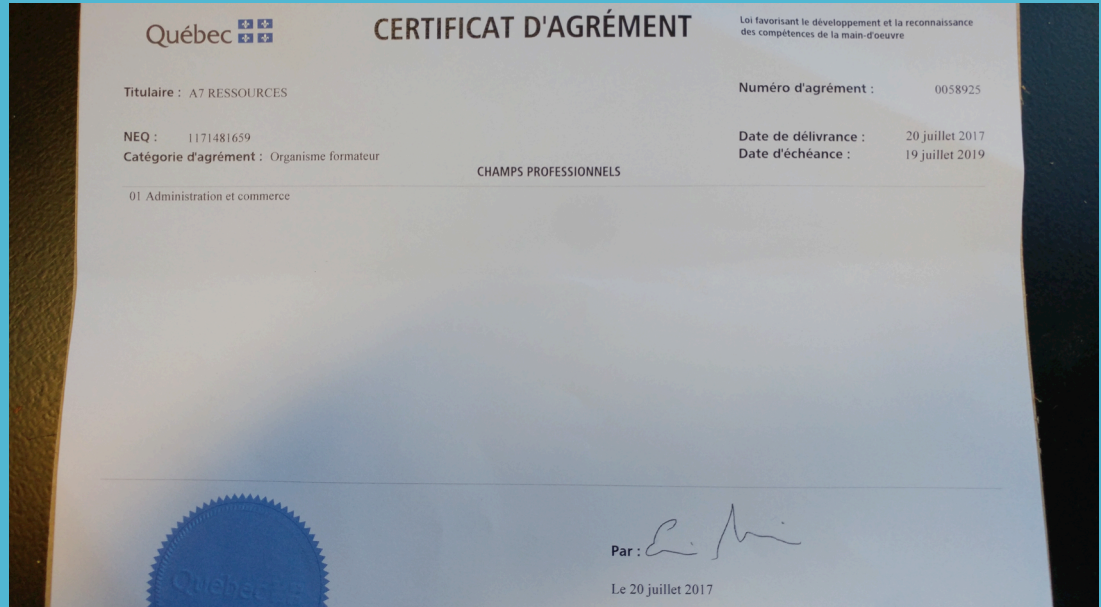 Québec
CERTIFICAT D'AGRÉMENT
Loi favorisant le développement et la reconnaissance
des compétences de la main-d'oeuvre
Titulaire : A7 RESSOURCES
Numéro d'agrément : 0058925
NEQ : 1171481659
Date de délivrance : 20 juillet 2017
Catégorie d'agrément : Organisme formateur
Date d'échéance : 19 juillet 2019
CHAMPS PROFESSIONNELS
01 Administration et commerce
Par :
Le 20 juillet 2017
Québec